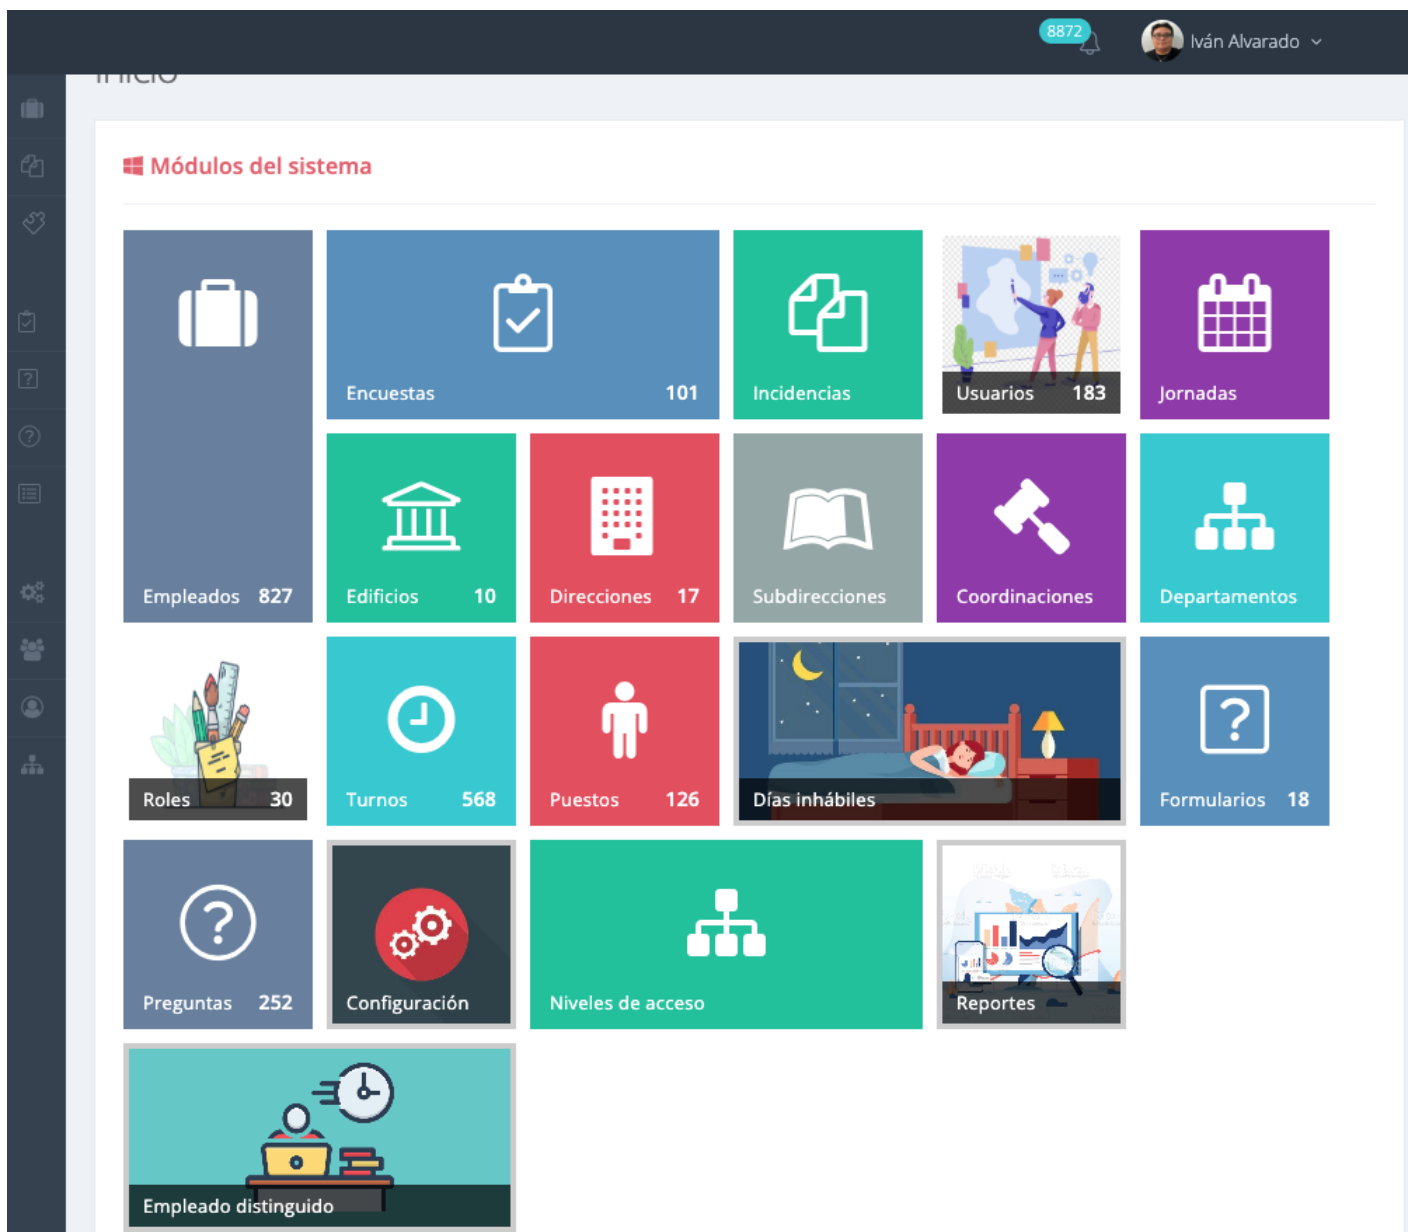 8872
Iván Alvarado
Inicio
Módulos del sistema
Encuestas 101
Incidencias
Usuarios 183
Jornadas
Empleados 827
Edificios 10
Direcciones 17
Subdirecciones
Coordinaciones
Departamentos
Roles 30
Turnos 568
Puestos 126
Días inhábiles
Formularios 18
Preguntas 252
Configuración
Niveles de acceso
Reportes
Empleado distinguido